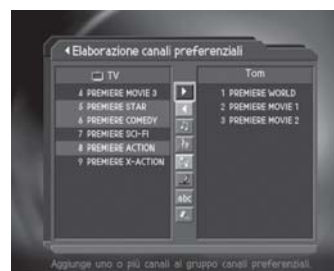 Elaborazione canali preferenziali
TV
4 PREMIERE MOVIE 3
5 PREMIERE STAR
6 PREMIERE COMEDY
7 PREMIERE SCI-FI
8 PREMIERE ACTION
9 PREMIERE X-ACTION
abc
Tom
1 PREMIERE WORLD
2 PREMIERE MOVIE 1
3 PREMIERE MOVIE 2
Aggiunge uno o più canali al gruppo canali preferenziali.